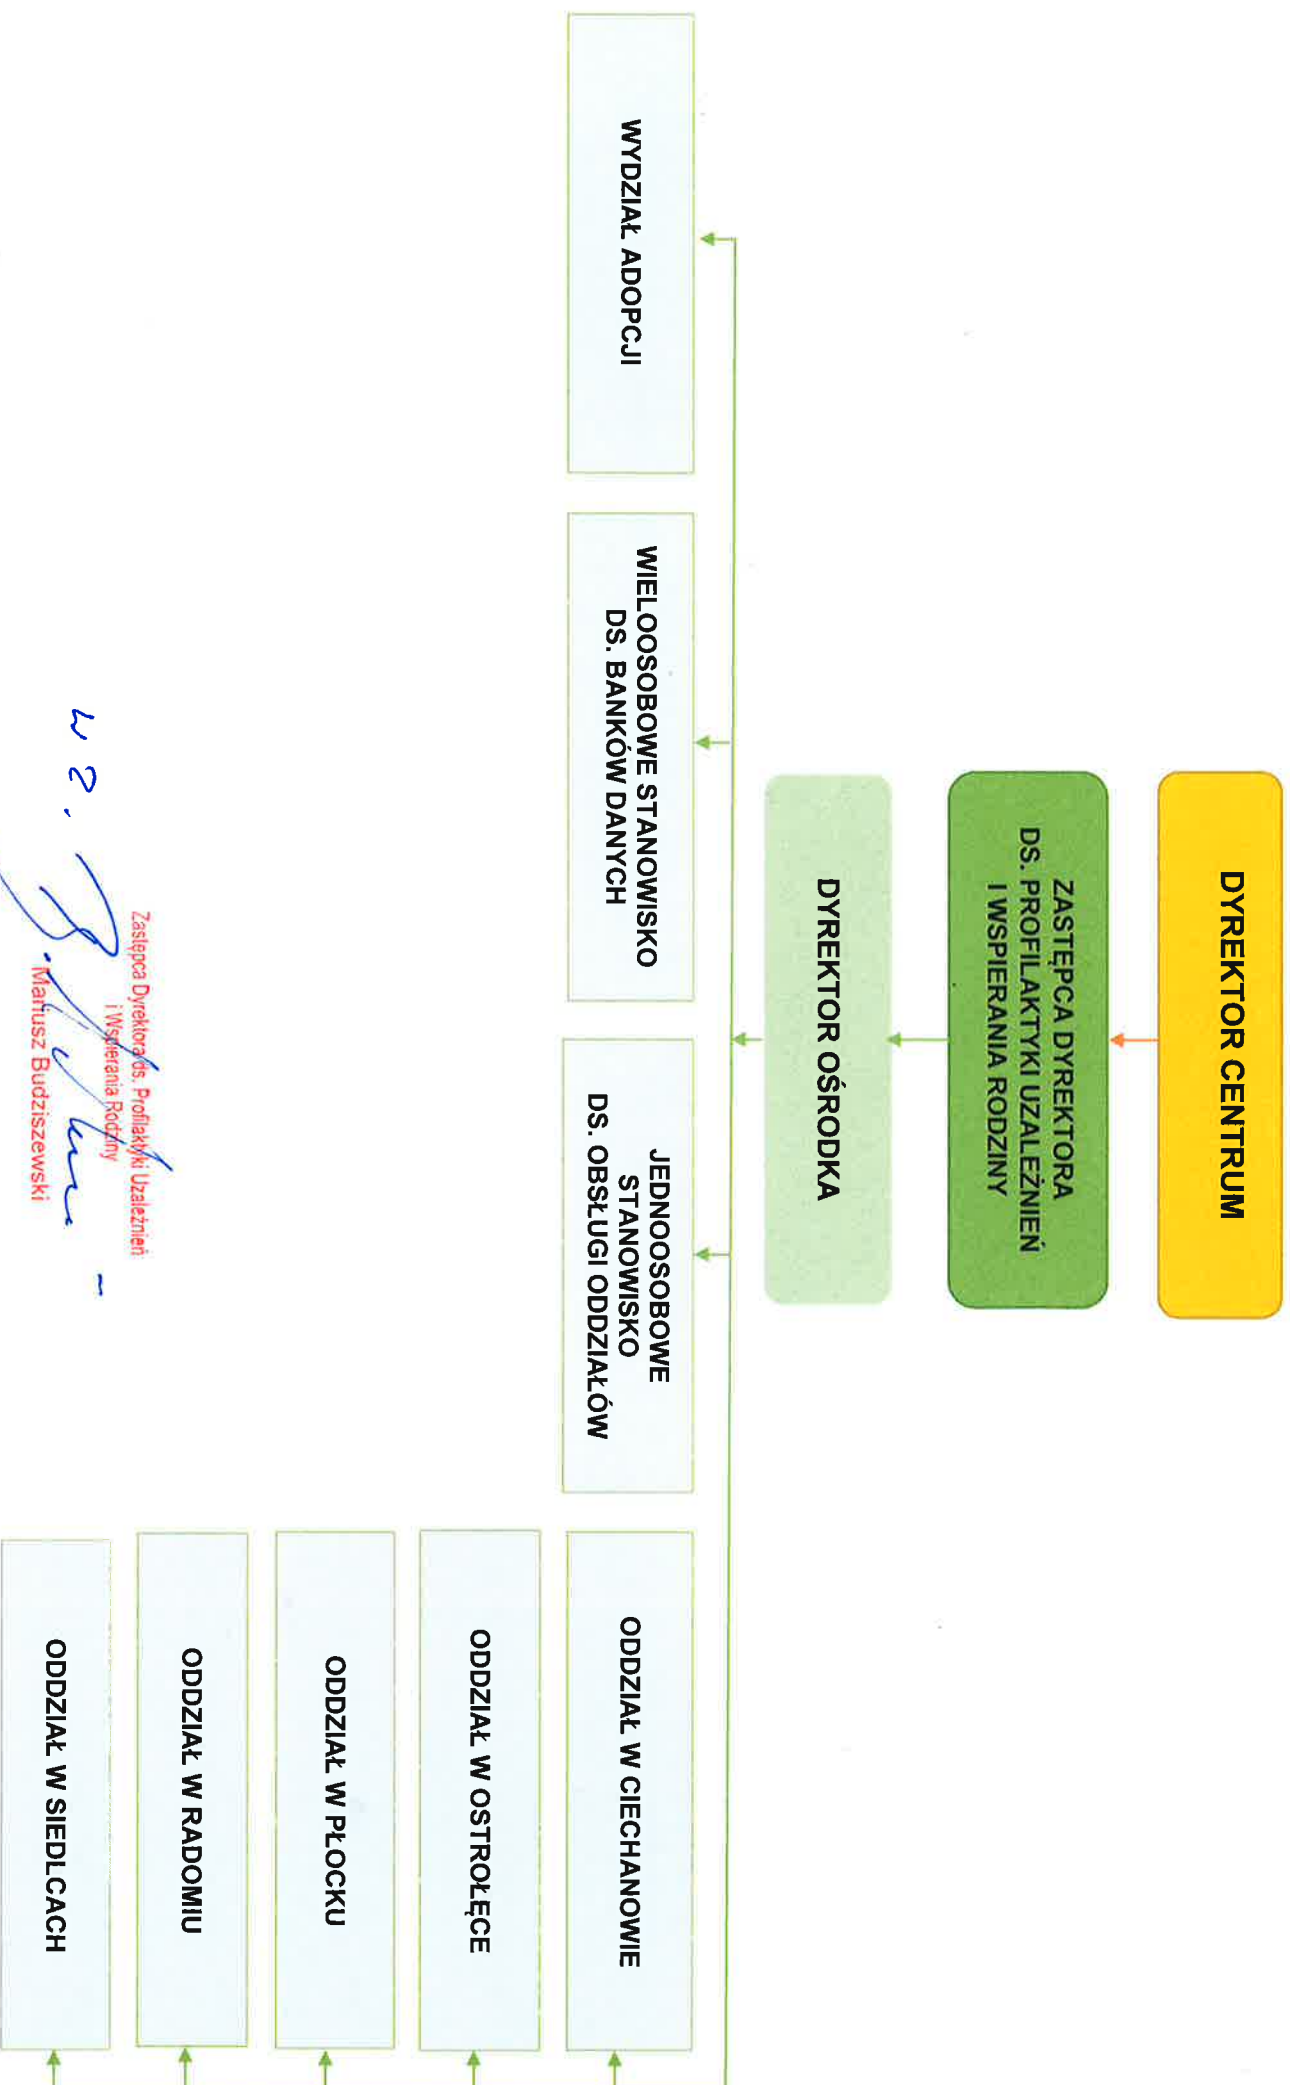 DYREKTOR CENTRUM
ZASTĘPCA DYREKTORA
DS. PROFILAKTYKI UZALEŻNIEŃ
I WSPIERANIA RODZINY
DYREKTOR OŚRODKA
WYDZIAŁ ADOPCJI
WIELOOSOBOWE STANOWISKO
DS. BANKÓW DANYCH
JEDNOOSOBOWE
STANOWISKO
DS. OBSŁUGI ODDZIAŁÓW
ODDZIAŁ W CIECHANOWIE
ODDZIAŁ W OSTROŁĘCE
ODDZIAŁ W PŁOCKU
ODDZIAŁ W RADOMIU
ODDZIAŁ W SIEDLCACH
Zastępca Dyrektora ds. Profilaktyki Uzależnień
i Wspierania Rodziny
Mariusz Budziszewski
wz.